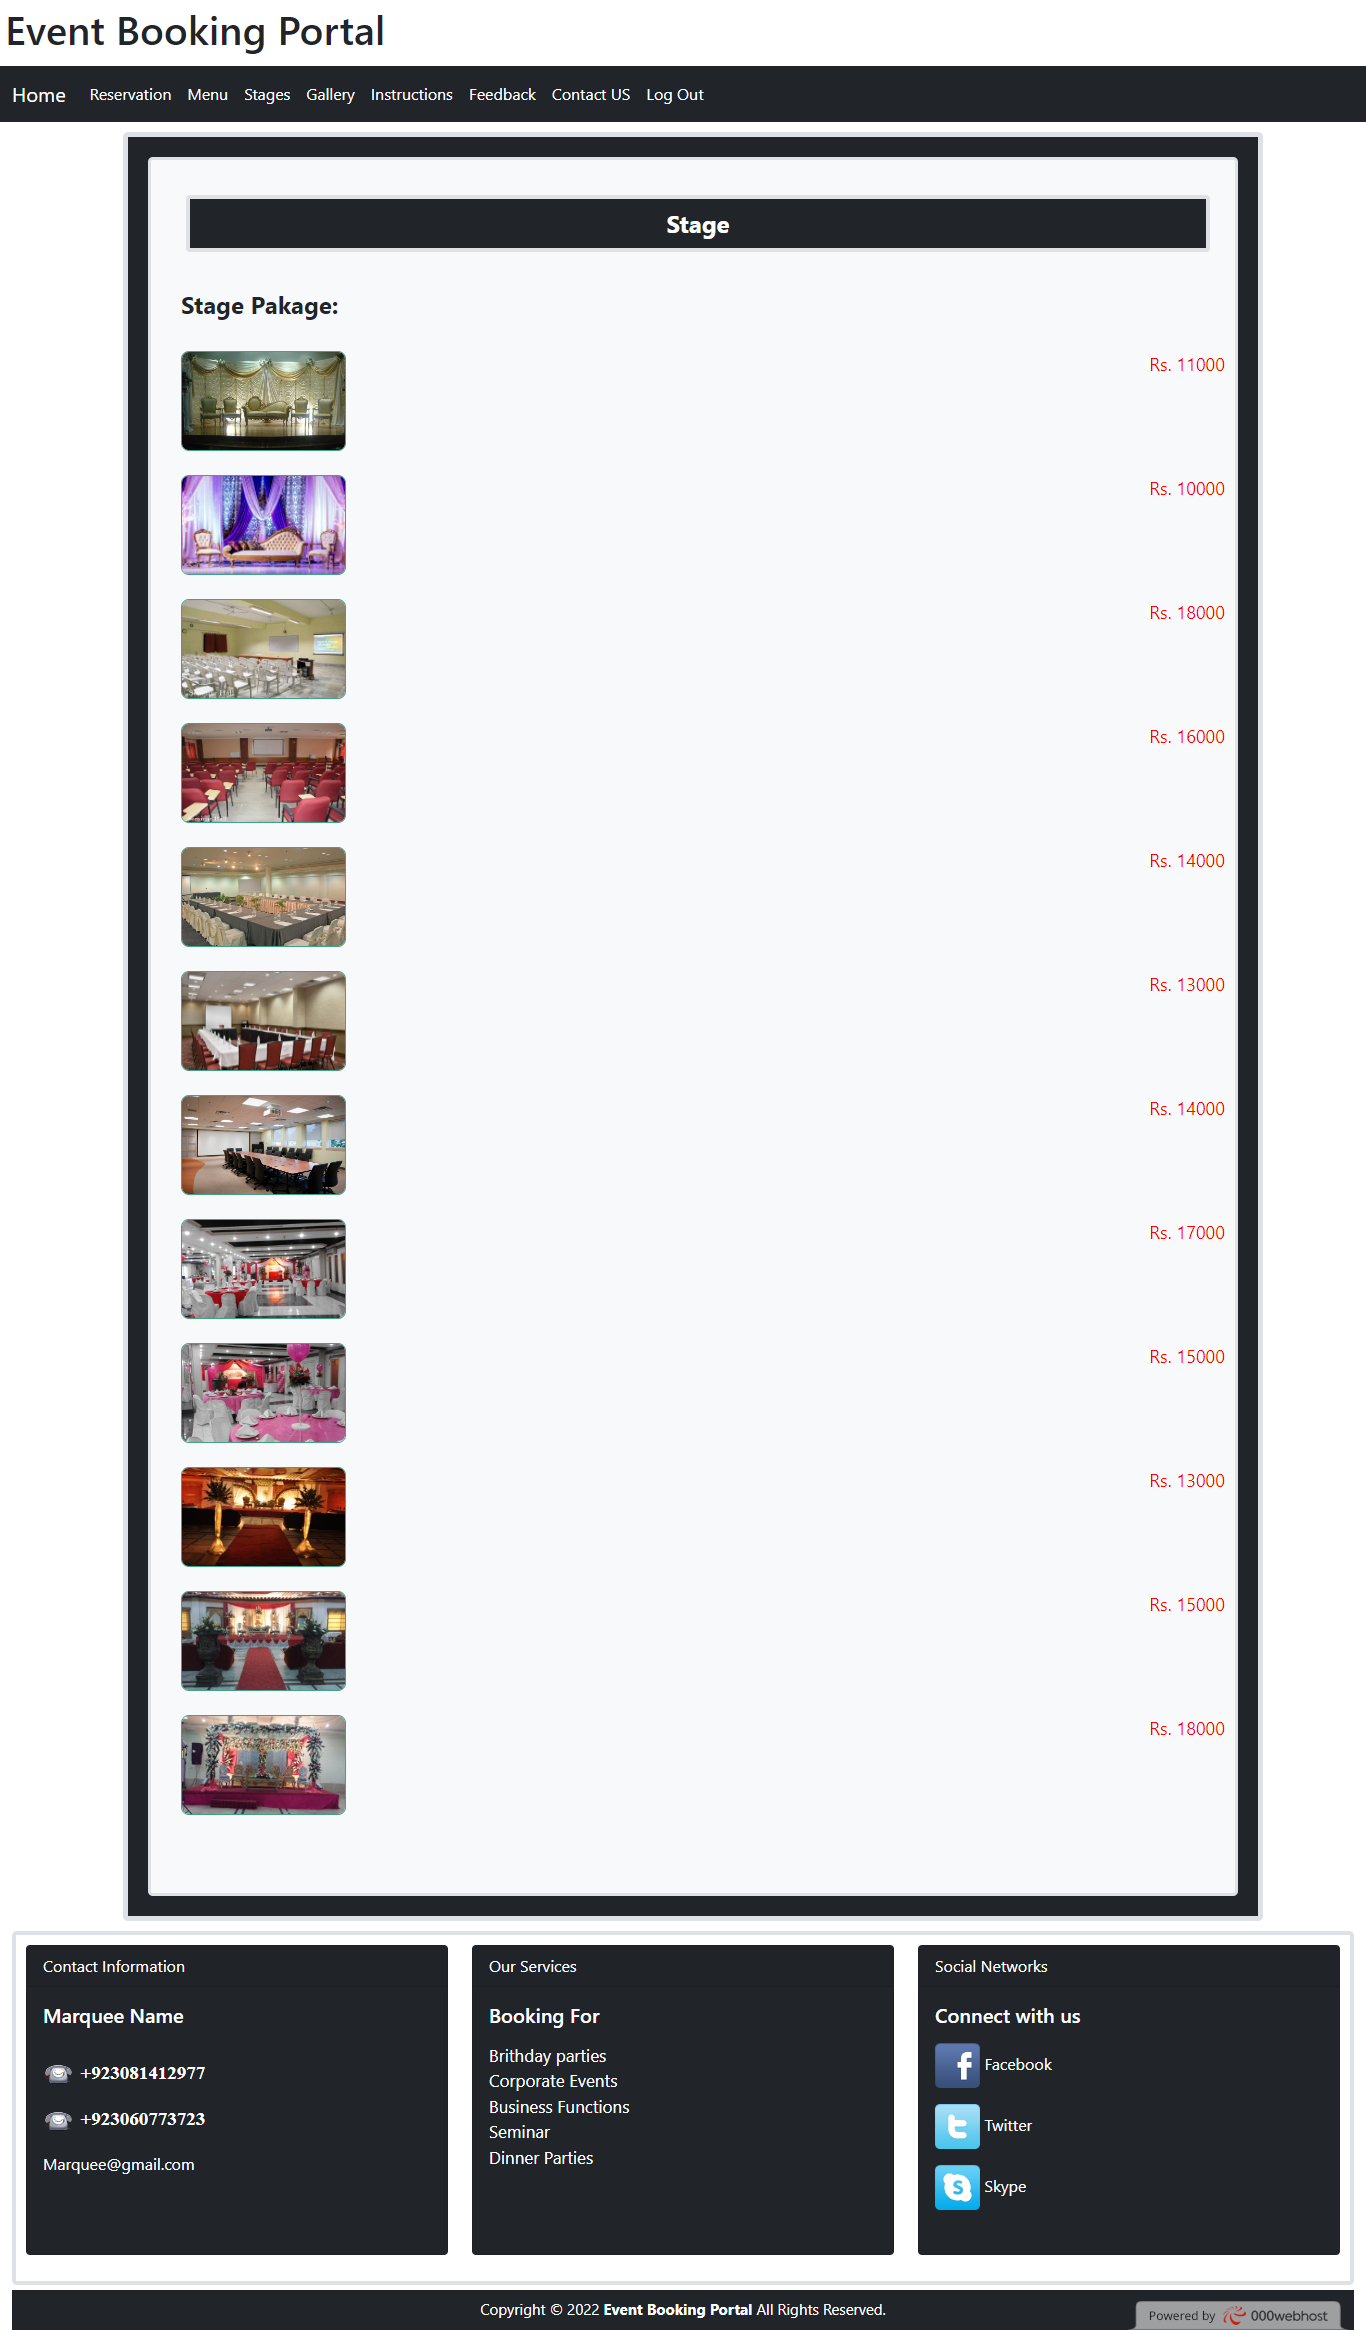 Event Booking Portal
Home Reservation Menu Stages Gallery Instructions Feedback Contact US Log Out
Stage
Stage Pakage:
Rs. 11000
Rs. 10000
Rs. 18000
Rs. 16000
Rs. 14000
Rs. 13000
Rs. 14000
Rs. 17000
Rs. 15000
Rs. 13000
Rs. 15000
Rs. 18000
Contact Information
Marquee Name
+923081412977
+923060773723
Marquee@gmail.com
Our Services
Booking For
Brithday parties
Corporate Events
Business Functions
Seminar
Dinner Parties
Social Networks
Connect with us
Facebook
Twitter
Skype
Copyright © 2022 Event Booking Portal All Rights Reserved.
Powered by 000webhost